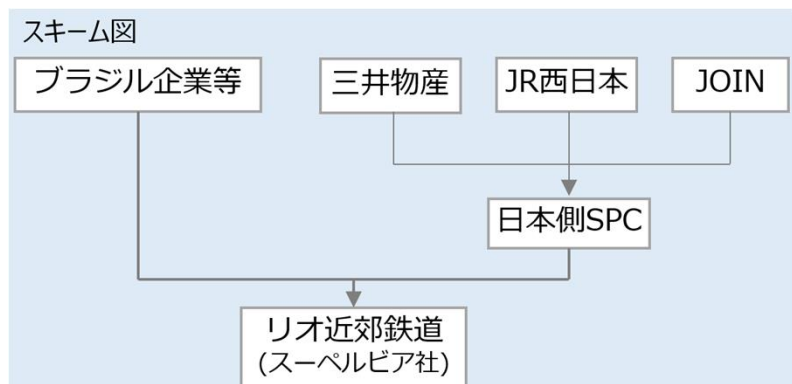 スキーム図
ブラジル企業等
三井物産
JR西日本
JOIN
日本側SPC
リオ近郊鉄道
(スーペルビア社)